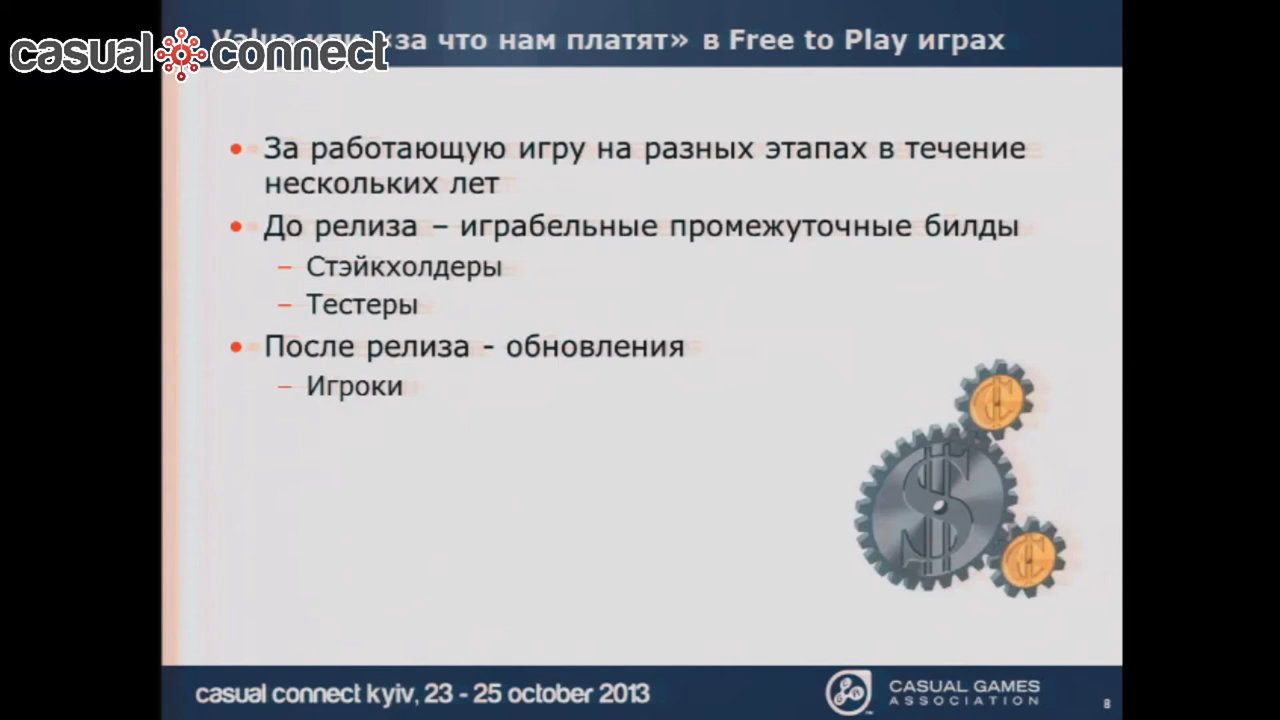 casual connect
Value или «за что нам платят» в Free to Play играх
• За работающую игру на разных этапах в течение
нескольких лет
• До релиза – играбельные промежуточные билды
– Стэйкхолдеры
– Тестеры
• После релиза - обновления
– Игроки
casual connect kyiv, 23 - 25 october 2013
CASUAL GAMES
ASSOCIATION
8